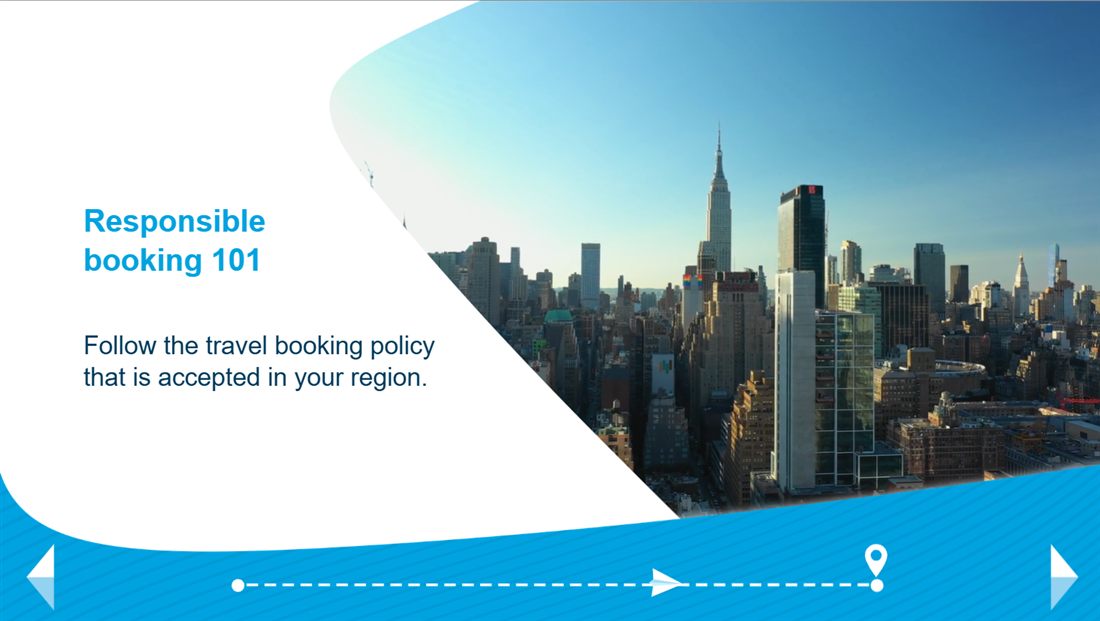 Responsible
booking 101
Follow the travel booking policy
that is accepted in your region.